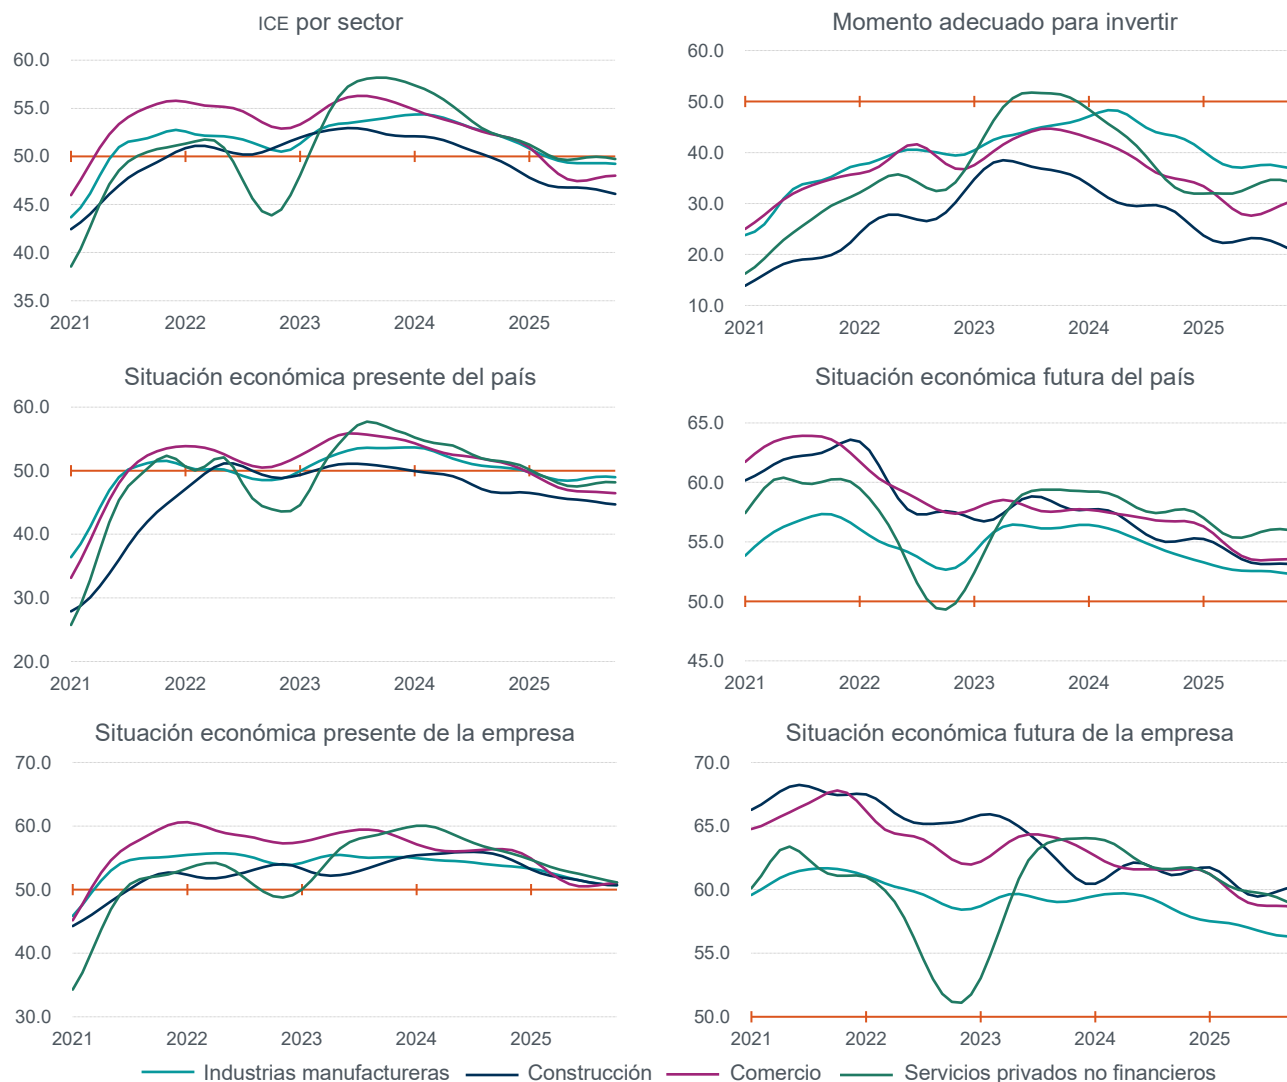 ICE por sector
60.0
55.0
50.0
45.0
40.0
35.0
2021 2022 2023 2024 2025
Momento adecuado para invertir
60.0
50.0
40.0
30.0
20.0
10.0
2021 2022 2023 2024 2025
Situación económica presente del país
60.0
50.0
40.0
30.0
20.0
2021 2022 2023 2024 2025
Situación económica futura del país
65.0
60.0
55.0
50.0
45.0
2021 2022 2023 2024 2025
Situación económica presente de la empresa
70.0
60.0
50.0
40.0
30.0
2021 2022 2023 2024 2025
Situación económica futura de la empresa
70.0
65.0
60.0
55.0
50.0
2021 2022 2023 2024 2025
Industrias manufactureras Construcción Comercio Servicios privados no financieros